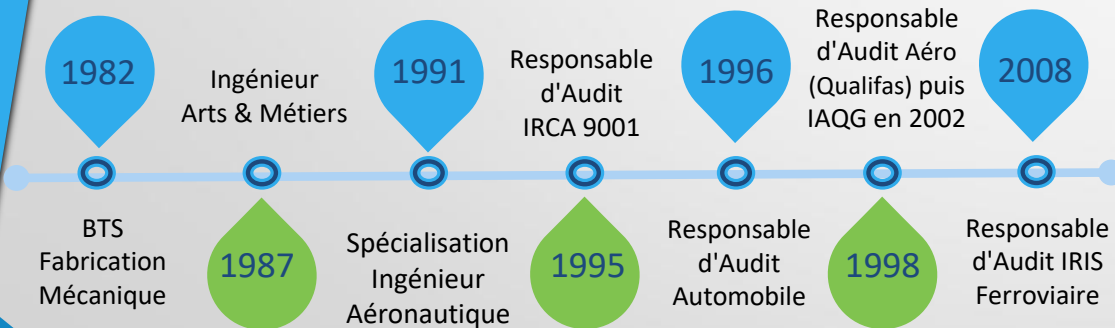 1982
BTS
Fabrication
Mécanique
Ingénieur
Arts & Métiers
1987
1991
Spécialisation
Ingénieur
Aéronautique
Responsable
d'Audit
IRCA 9001
1995
1996
Responsable
d'Audit
Automobile
Responsable
d'Audit Aéro
(Qualifas) puis
IAQG en 2002
1998
2008
Responsable
d'Audit IRIS
Ferroviaire